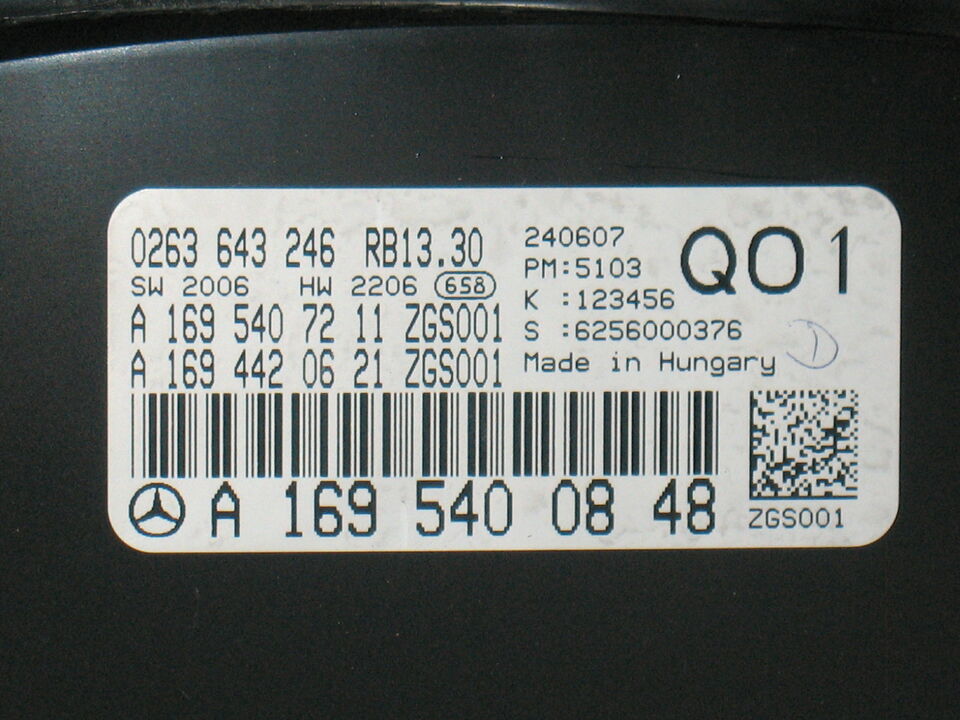 0263 643 246 RB13.30
SW 2006 HW 2206 658
A 169 540 72 11 ZGS001
A 169 442 06 21 ZGS001
240607
PM:5103
K :123456
S :6256000376
Made in Hungary
QO1
D
A 169 540 08 48
ZGS001